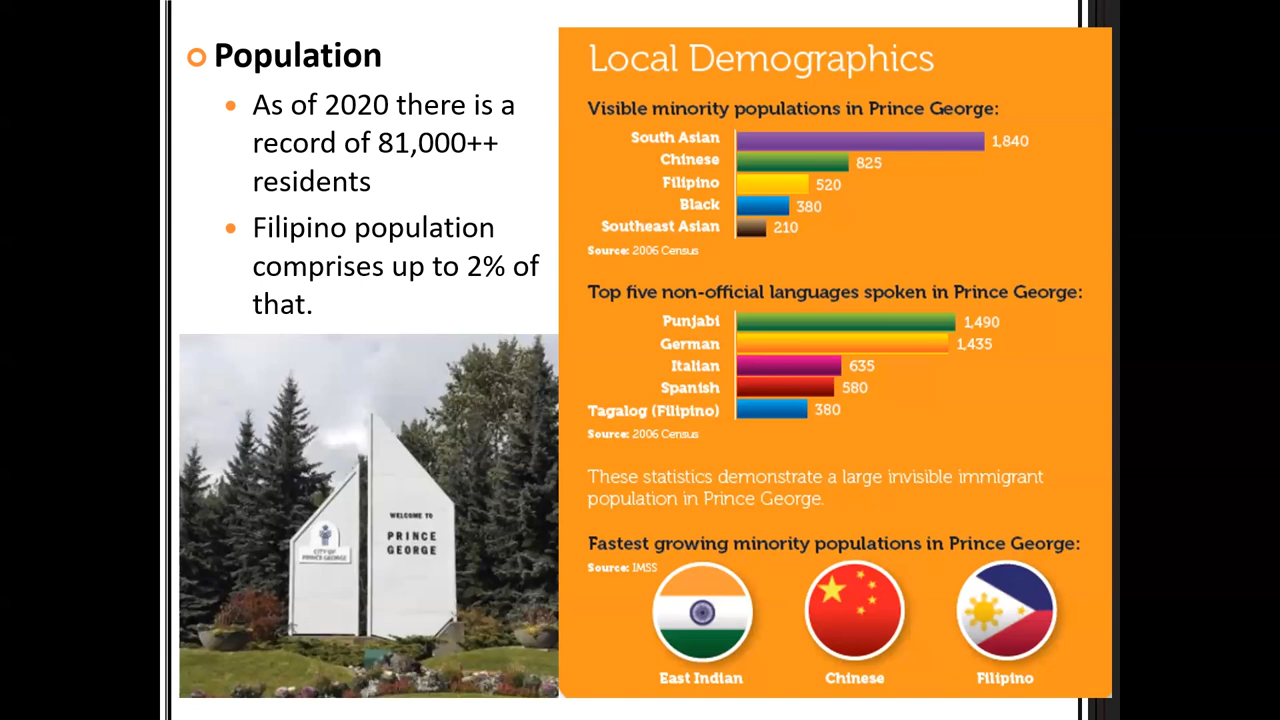 Population
As of 2020 there is a
record of 81,000++
residents
Filipino population
comprises up to 2% of
that.
WELCOME TO
PRINCE
GEORGE
CITY OF
PRINCE GEORGE
Local Demographics
Visible minority populations in Prince George:
South Asian 1,840
Chinese 825
Filipino 520
Black 380
Southeast Asian 210
Source: 2006 Census
Top five non-official languages spoken in Prince George:
Punjabi 1,490
German 1,435
Italian 635
Spanish 580
Tagalog (Filipino) 380
Source: 2006 Census
These statistics demonstrate a large invisible immigrant
population in Prince George.
Fastest growing minority populations in Prince George:
Source: IMSS
East Indian
Chinese
Filipino